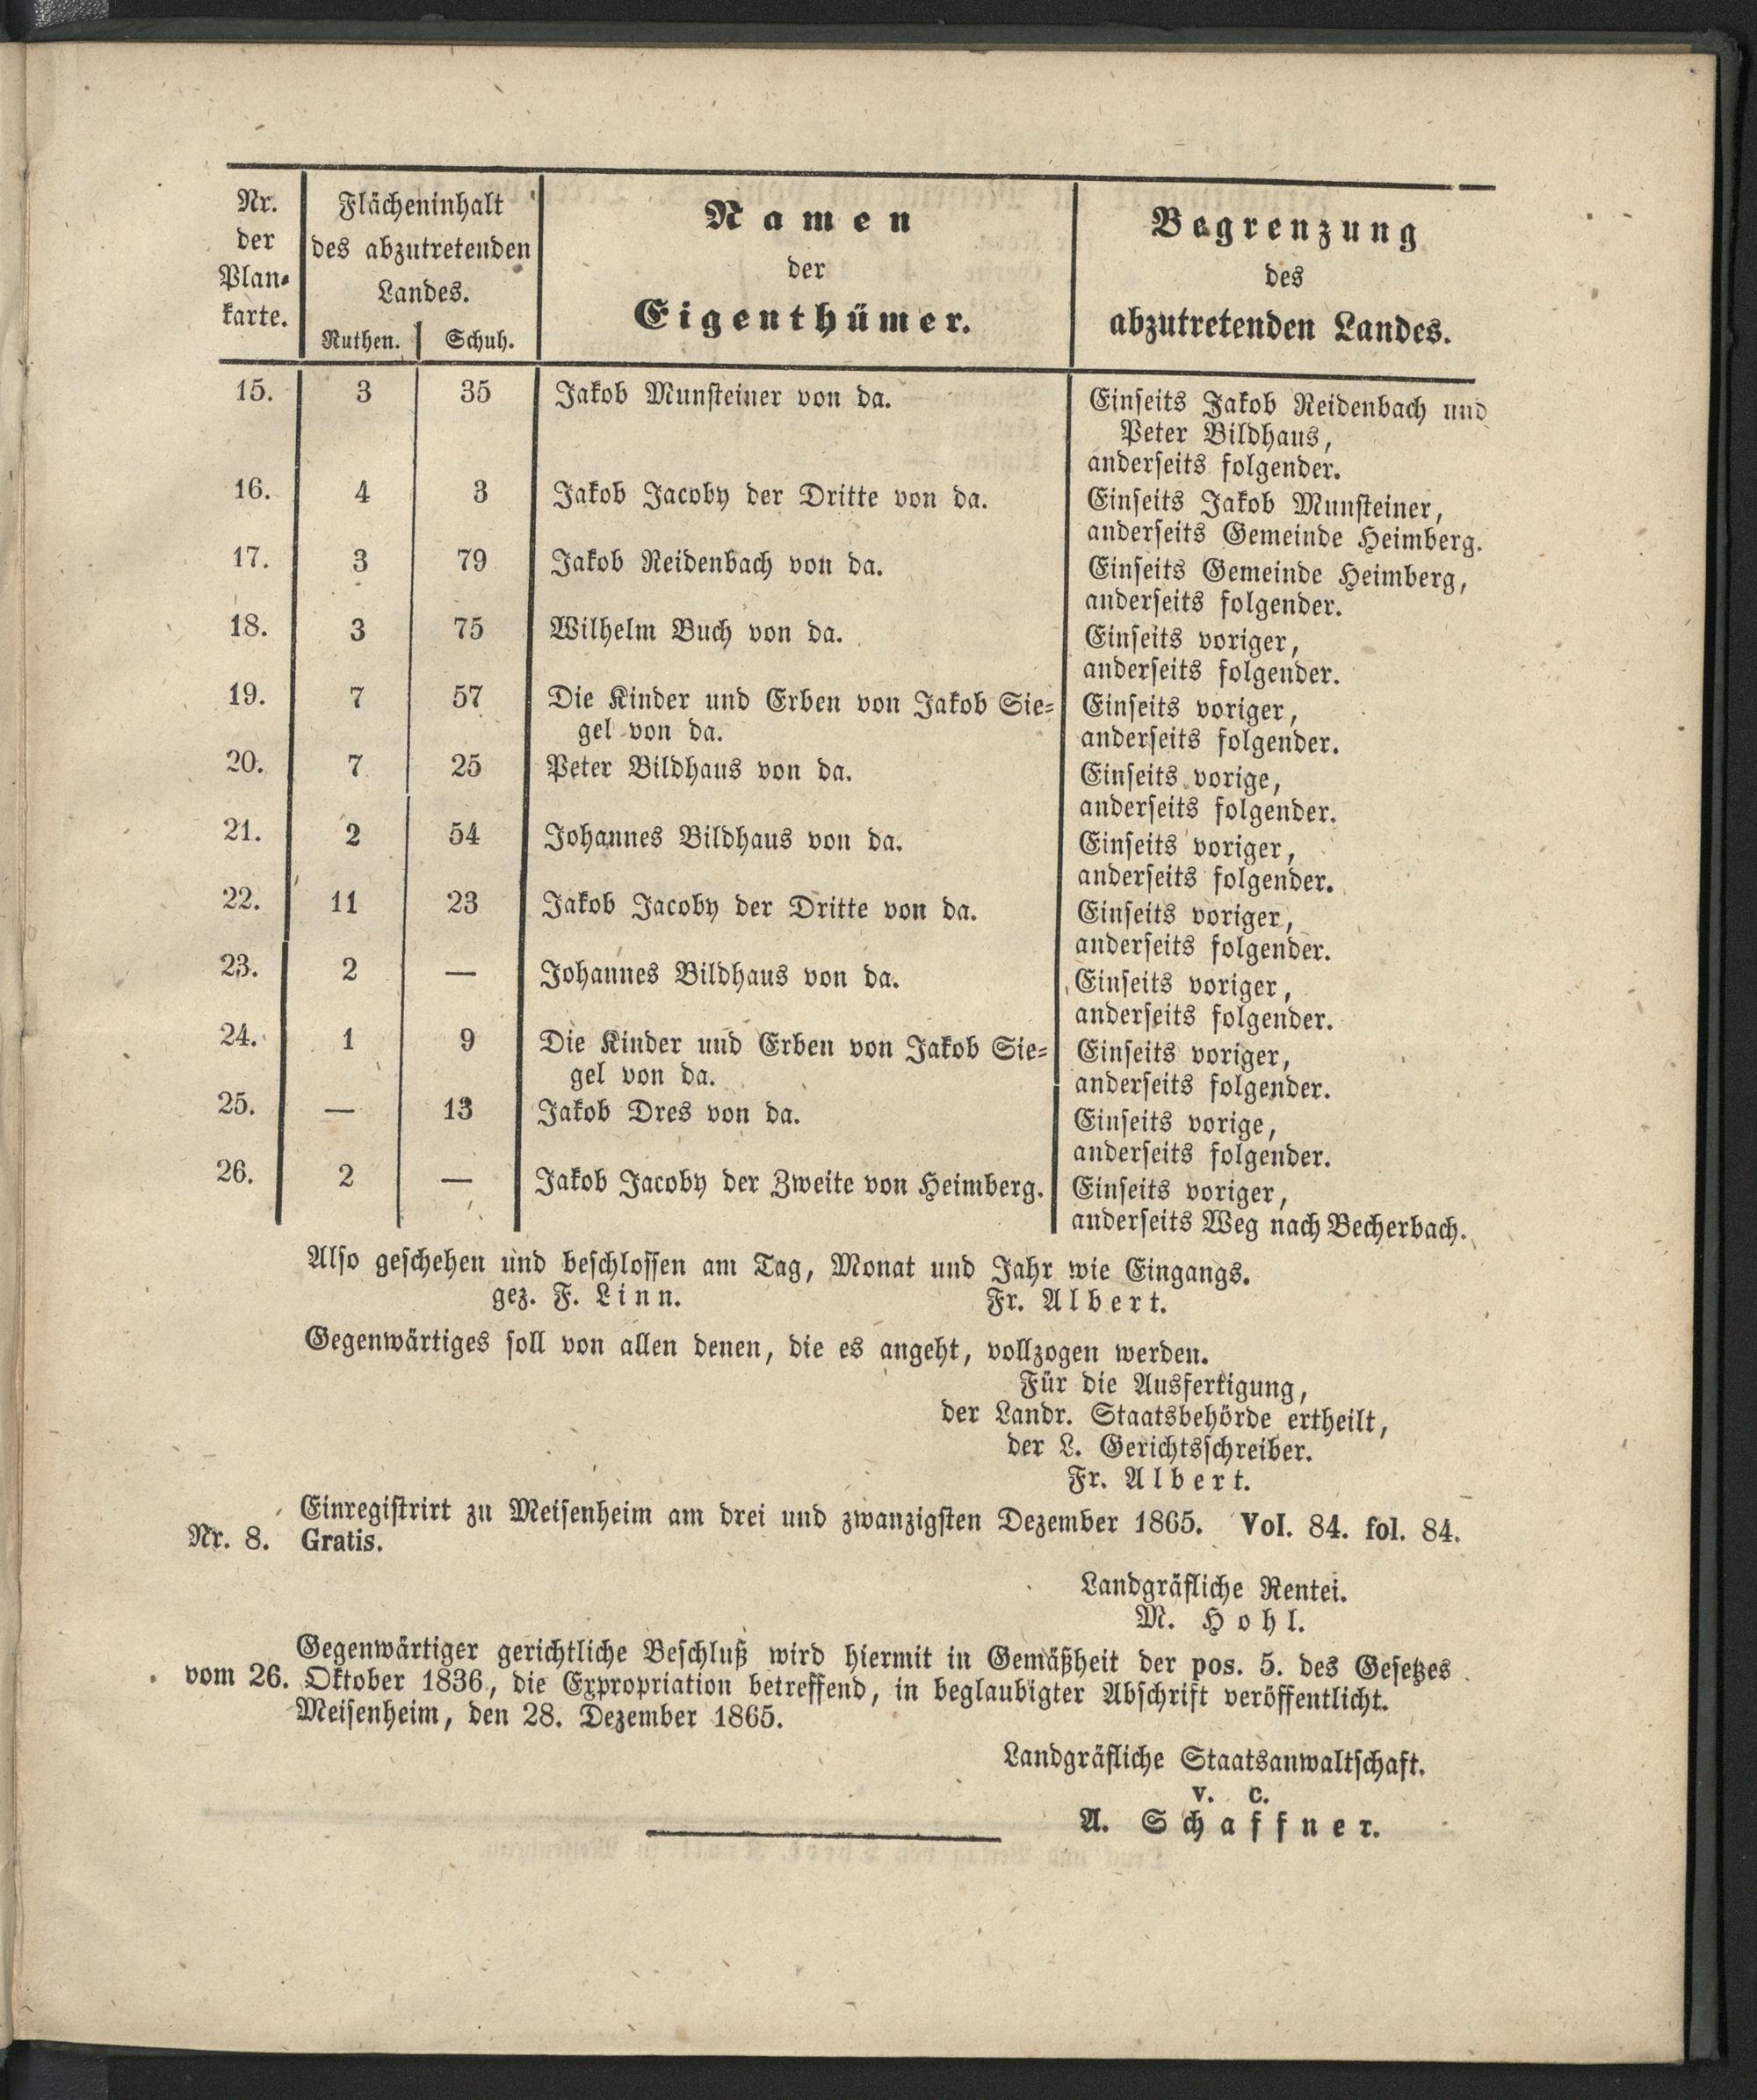 Nr. der Plan-karte.
Flächeninhalt
des abzutretenden
Landes.
Ruthen. Schuh.
Namen
der
Eigenthümer.
Begrenzung
des
abzutretenden Landes.
15. 3 35 Jakob Munsteiner von da. Einseits Jakob Reidenbach und
Peter Bildhaus,
anderseits folgender.
16. 4 3 Jakob Jacoby der Dritte von da. Einseits Jakob Munsteiner,
anderseits Gemeinde Heimberg.
17. 3 79 Jakob Reidenbach von da. Einseits Gemeinde Heimberg,
anderseits folgender.
18. 3 75 Wilhelm Buch von da. Einseits voriger,
anderseits folgender.
19. 7 57 Die Kinder und Erben von Jakob Sie- Einseits voriger,
gel von da. anderseits folgender.
20. 7 25 Peter Bildhaus von da. Einseits vorige,
anderseits folgender.
21. 2 54 Johannes Bildhaus von da. Einseits voriger,
anderseits folgender.
22. 11 23 Jakob Jacoby der Dritte von da. Einseits voriger,
anderseits folgender.
23. 2 — Johannes Bildhaus von da. Einseits voriger,
anderseits folgender.
24. 1 9 Die Kinder und Erben von Jakob Sie- Einseits voriger,
gel von da. anderseits folgender.
25. — 13 Jakob Dres von da. Einseits vorige,
anderseits folgender.
26. 2 — Jakob Jacoby der Zweite von Heimberg. Einseits voriger,
anderseits Weg nach Becherbach.
Also geschehen und beschlossen am Tag, Monat und Jahr wie Eingangs.
gez. F. Linn. Fr. Albert.
Gegenwärtiges soll von allen denen, die es angeht, vollzogen werden.
Für die Ausfertigung,
der Landr. Staatsbehörde ertheilt,
der L. Gerichtsschreiber.
Fr. Albert.
Einregistrirt zu Meisenheim am drei und zwanzigsten Dezember 1865. Vol. 84. fol. 84.
Nr. 8. Gratis.
Landgräfliche Rentei.
M. Hohl.
Gegenwärtiger gerichtliche Beschluß wird hiermit in Gemäßheit der pos. 5. des Gesetzes
vom 26. Oktober 1836, die Expropriation betreffend, in beglaubigter Abschrift veröffentlicht.
Meisenheim, den 28. Dezember 1865.
Landgräfliche Staatsanwaltschaft.
v. c.
A. Schaffner.